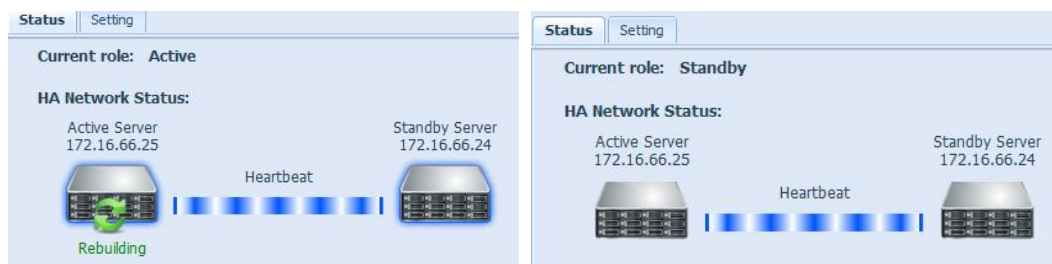 Status Setting
Current role: Active
HA Network Status:
Active Server Standby Server
172.16.66.25 172.16.66.24
Heartbeat
Rebuilding
Status Setting
Current role: Standby
HA Network Status:
Active Server Standby Server
172.16.66.25 172.16.66.24
Heartbeat